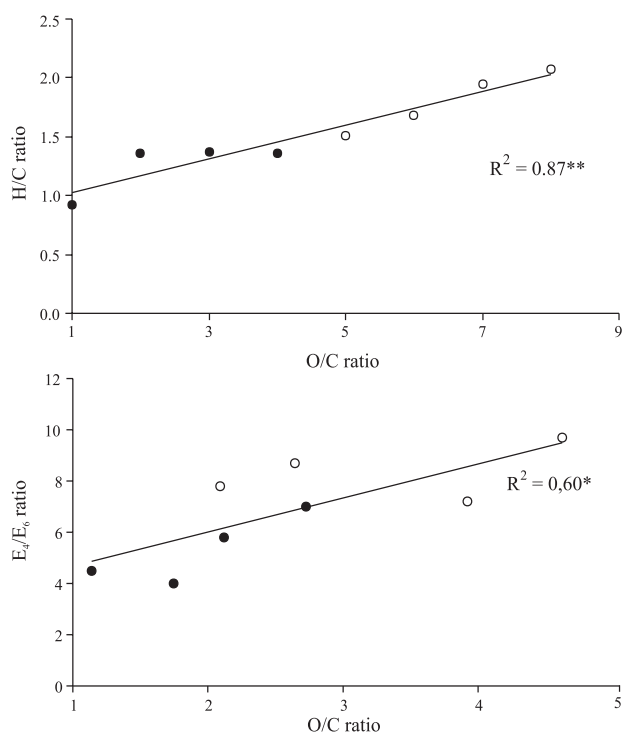 2.5
2.0
1.5
1.0
0.5
0.0
H/C ratio
R² = 0.87**
1 3 5 7 9
O/C ratio
12
10
8
6
4
2
0
E₄/E₆ ratio
R² = 0,60*
1 2 3 4 5
O/C ratio